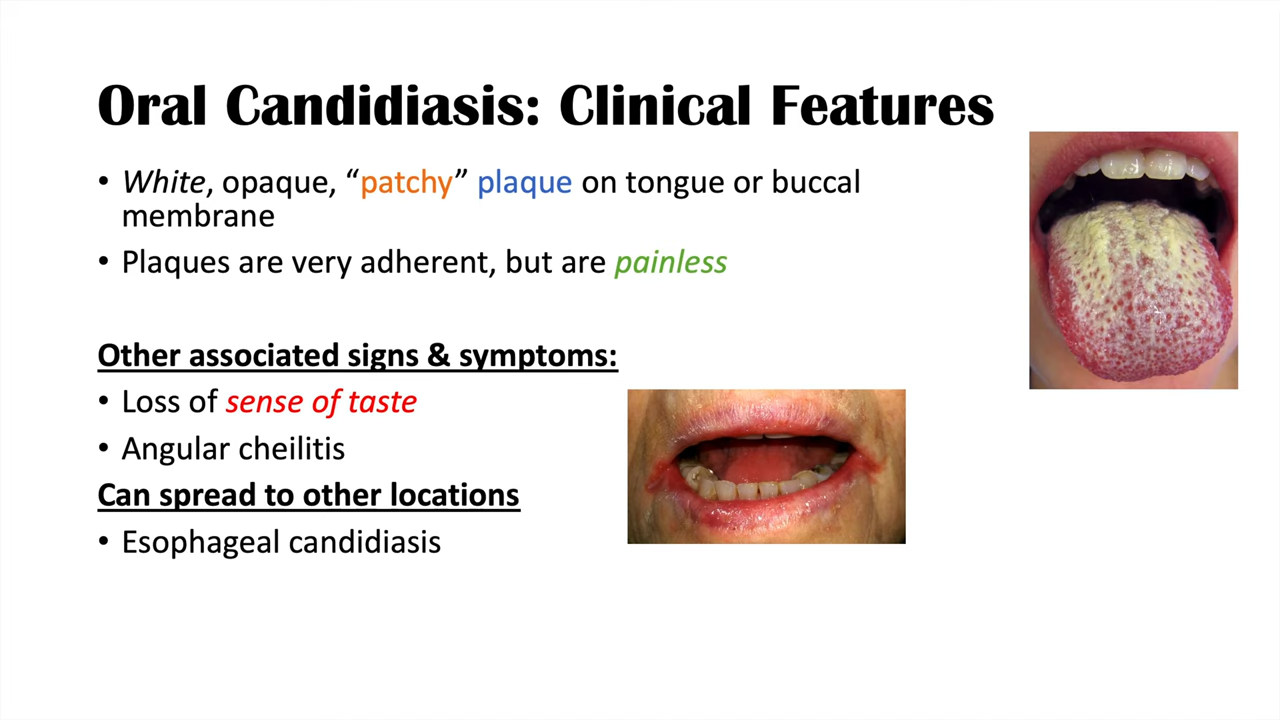 Oral Candidiasis: Clinical Features
• White, opaque, “patchy” plaque on tongue or buccal
membrane
• Plaques are very adherent, but are painless
Other associated signs & symptoms:
• Loss of sense of taste
• Angular cheilitis
Can spread to other locations
• Esophageal candidiasis